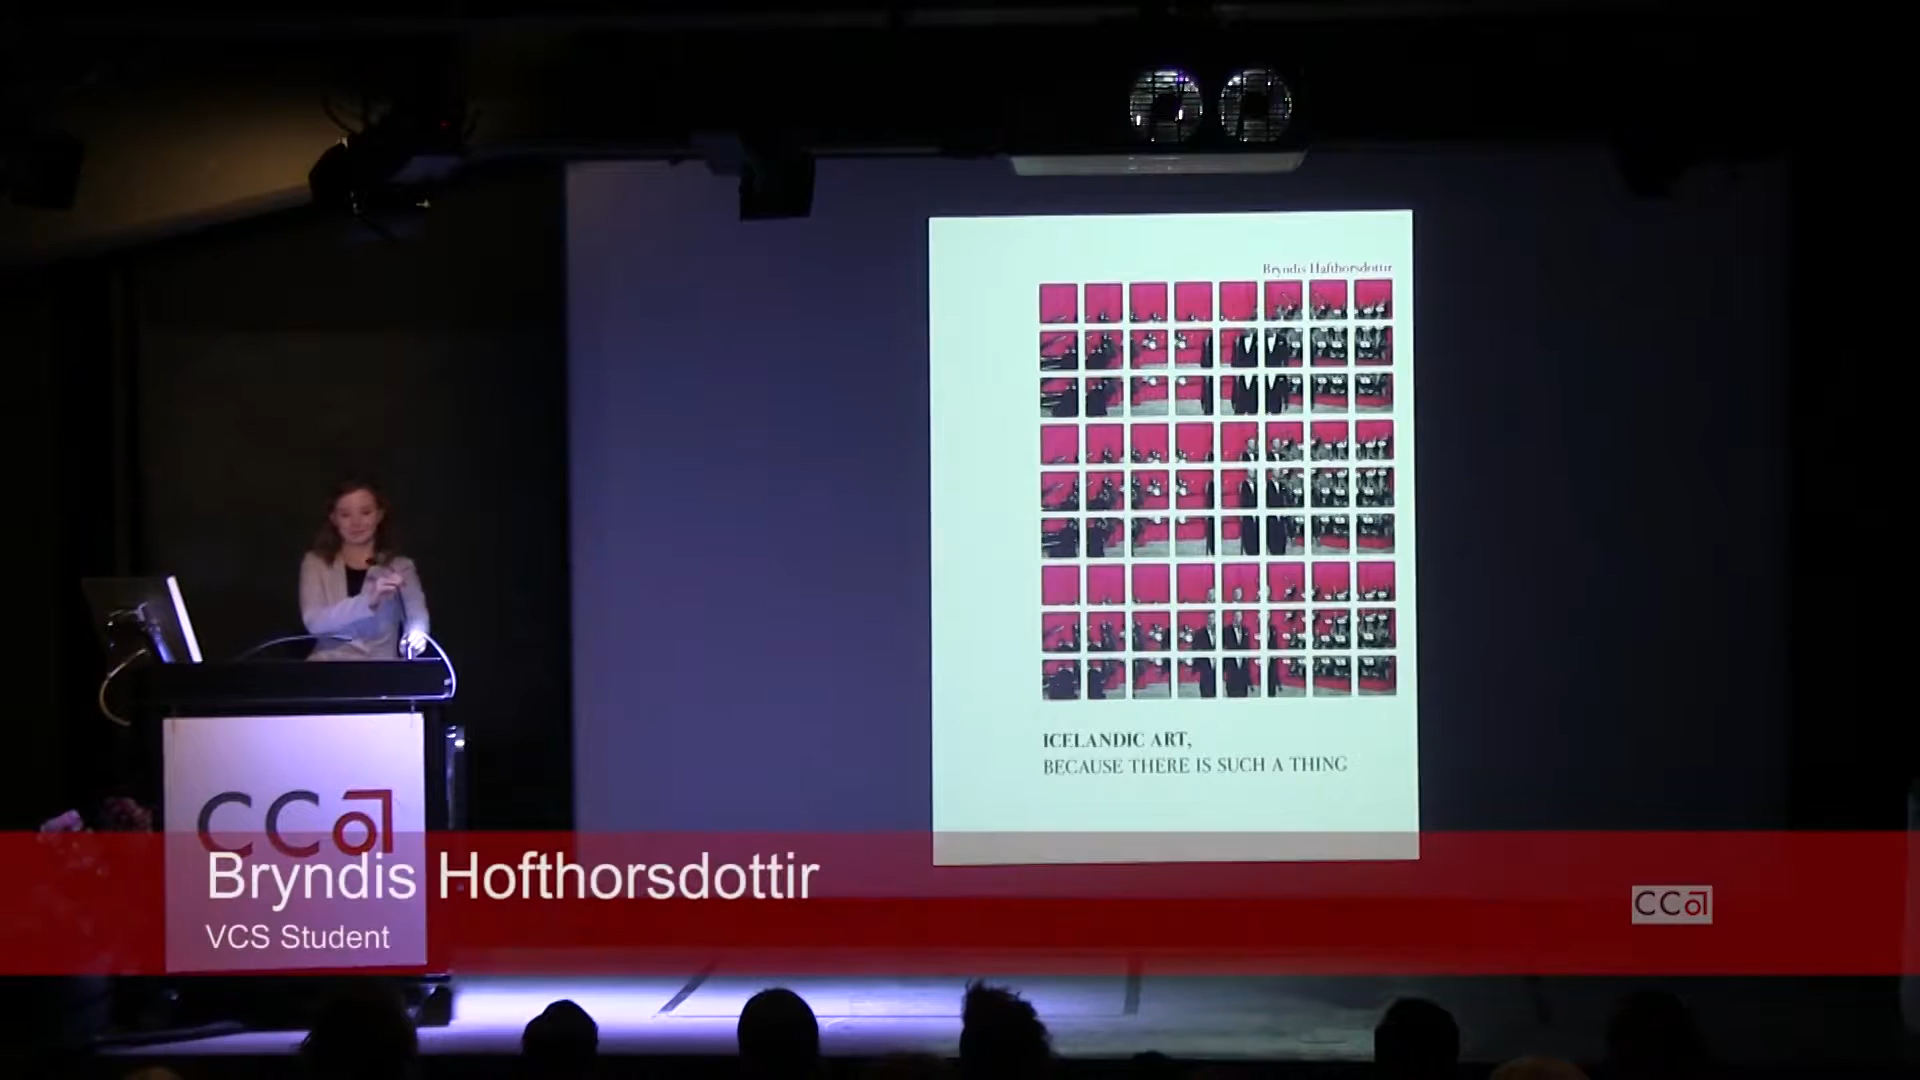 Bryndis Hafthorsdottir
ICELANDIC ART,
BECAUSE THERE IS SUCH A THING
CCa
Bryndis Hofthorsdottir
VCS Student
CCa